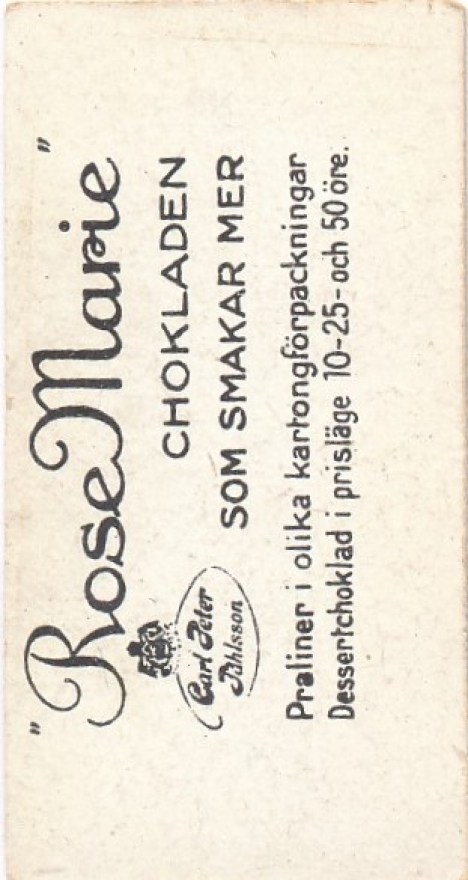 "Rose Marie"
CHOKLADEN
SOM SMAKAR MER
Carl Peter
Påhlsson
Praliner i olika kartongförpackningar
Dessertchoklad i prisläge 10-25- och 50 öre.